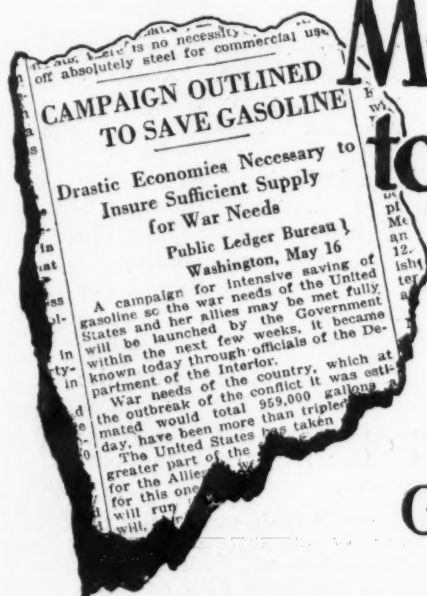 there is no necessity
off absolutely steel for commercial use
CAMPAIGN OUTLINED
TO SAVE GASOLINE
Drastic Economies Necessary to
Insure Sufficient Supply
for War Needs
Public Ledger Bureau
Washington, May 16
A campaign for intensive saving of
gasoline so the war needs of the United
States and her allies may be met fully
will be launched by the Government
within the next few weeks, it became
known today through officials of the De-
partment of the Interior.
War needs of the country, which at
the outbreak of the conflict it was esti-
mated would total 959,000 gallons a
day, have been more than tripled
The United States has taken
greater part of the
for the Allies
for this one
will run
will,
M
to
G